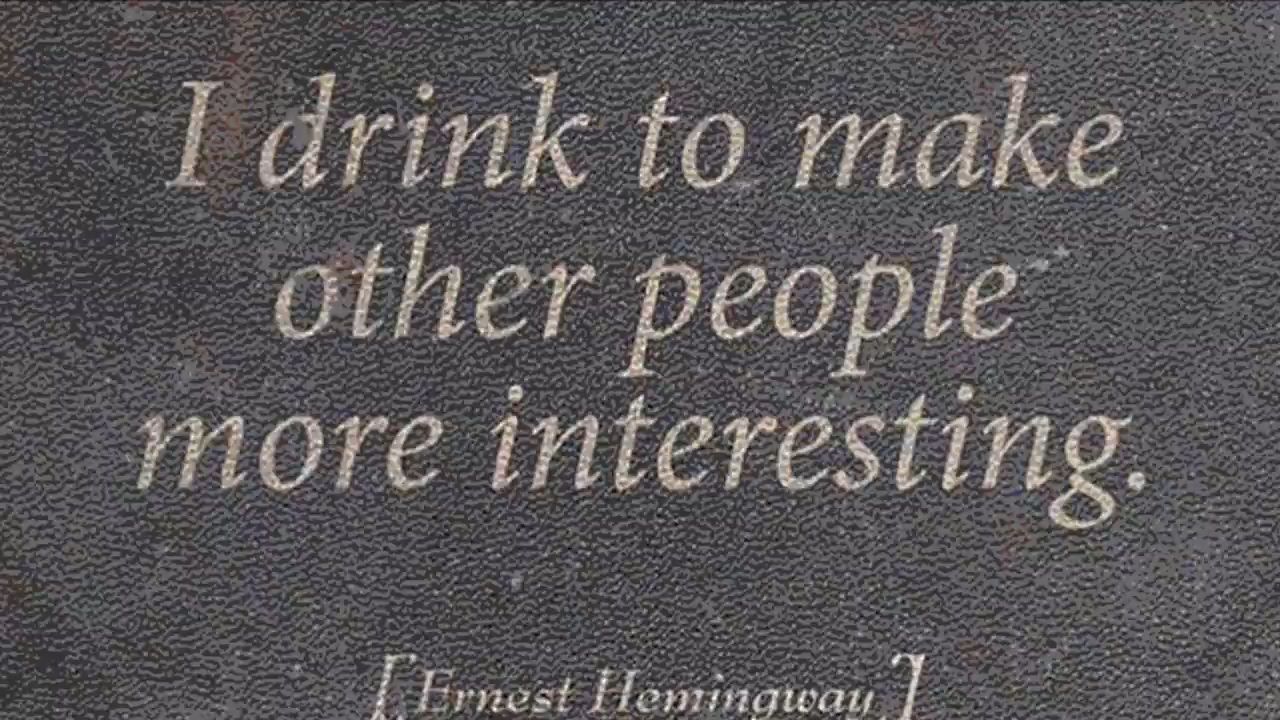 I drink to make
other people
more interesting.
[Ernest Hemingway]